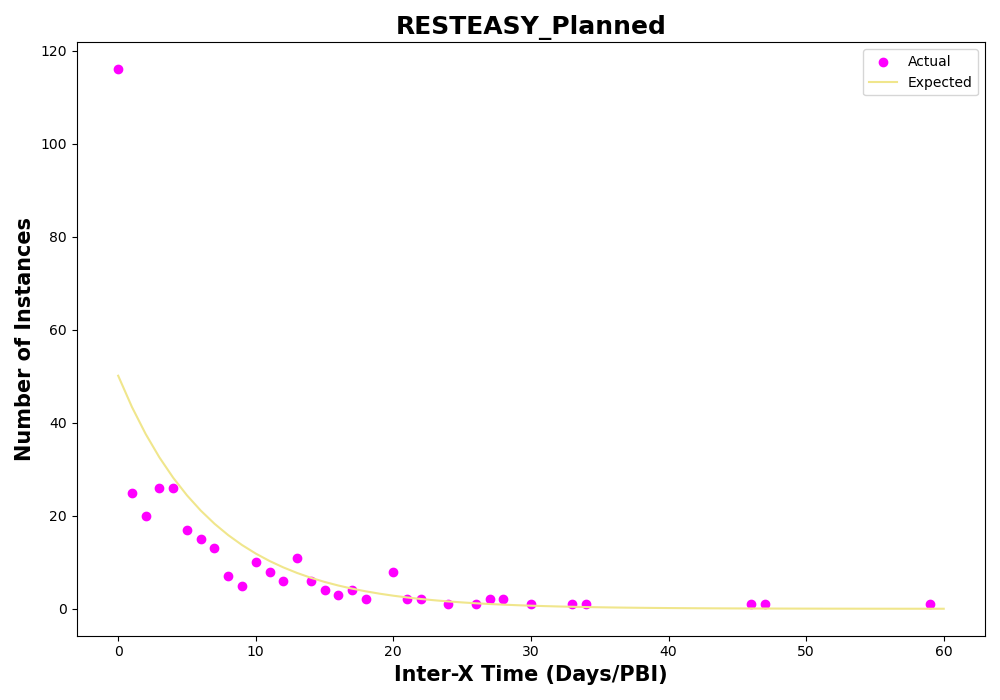 RESTEASY_Planned
Actual
Expected
Number of Instances
120
100
80
60
40
20
0
0 10 20 30 40 50 60
Inter-X Time (Days/PBI)